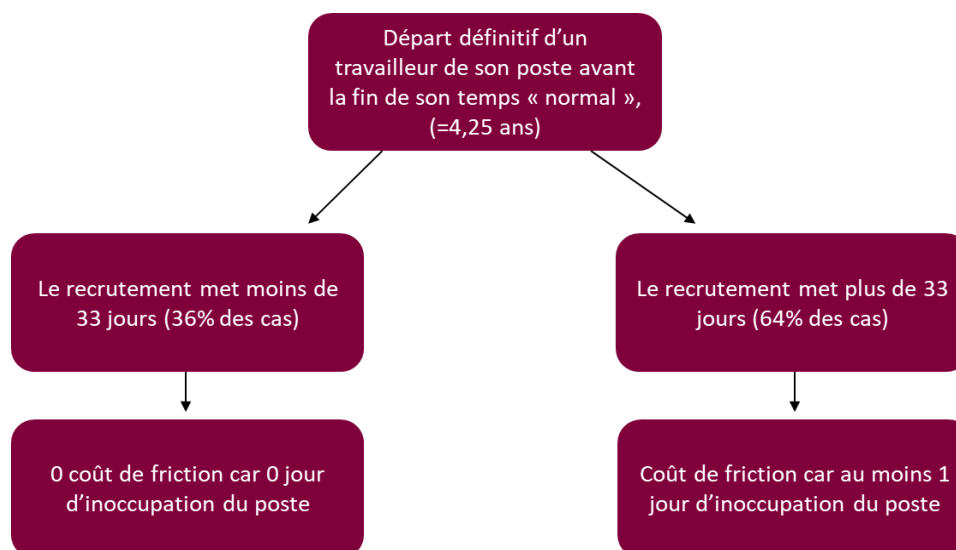 Départ définitif d’un
travailleur de son poste avant
la fin de son temps « normal »,
(=4,25 ans)
Le recrutement met moins de
33 jours (36% des cas)
Le recrutement met plus de 33
jours (64% des cas)
0 coût de friction car 0 jour
d’inoccupation du poste
Coût de friction car au moins 1
jour d’inoccupation du poste